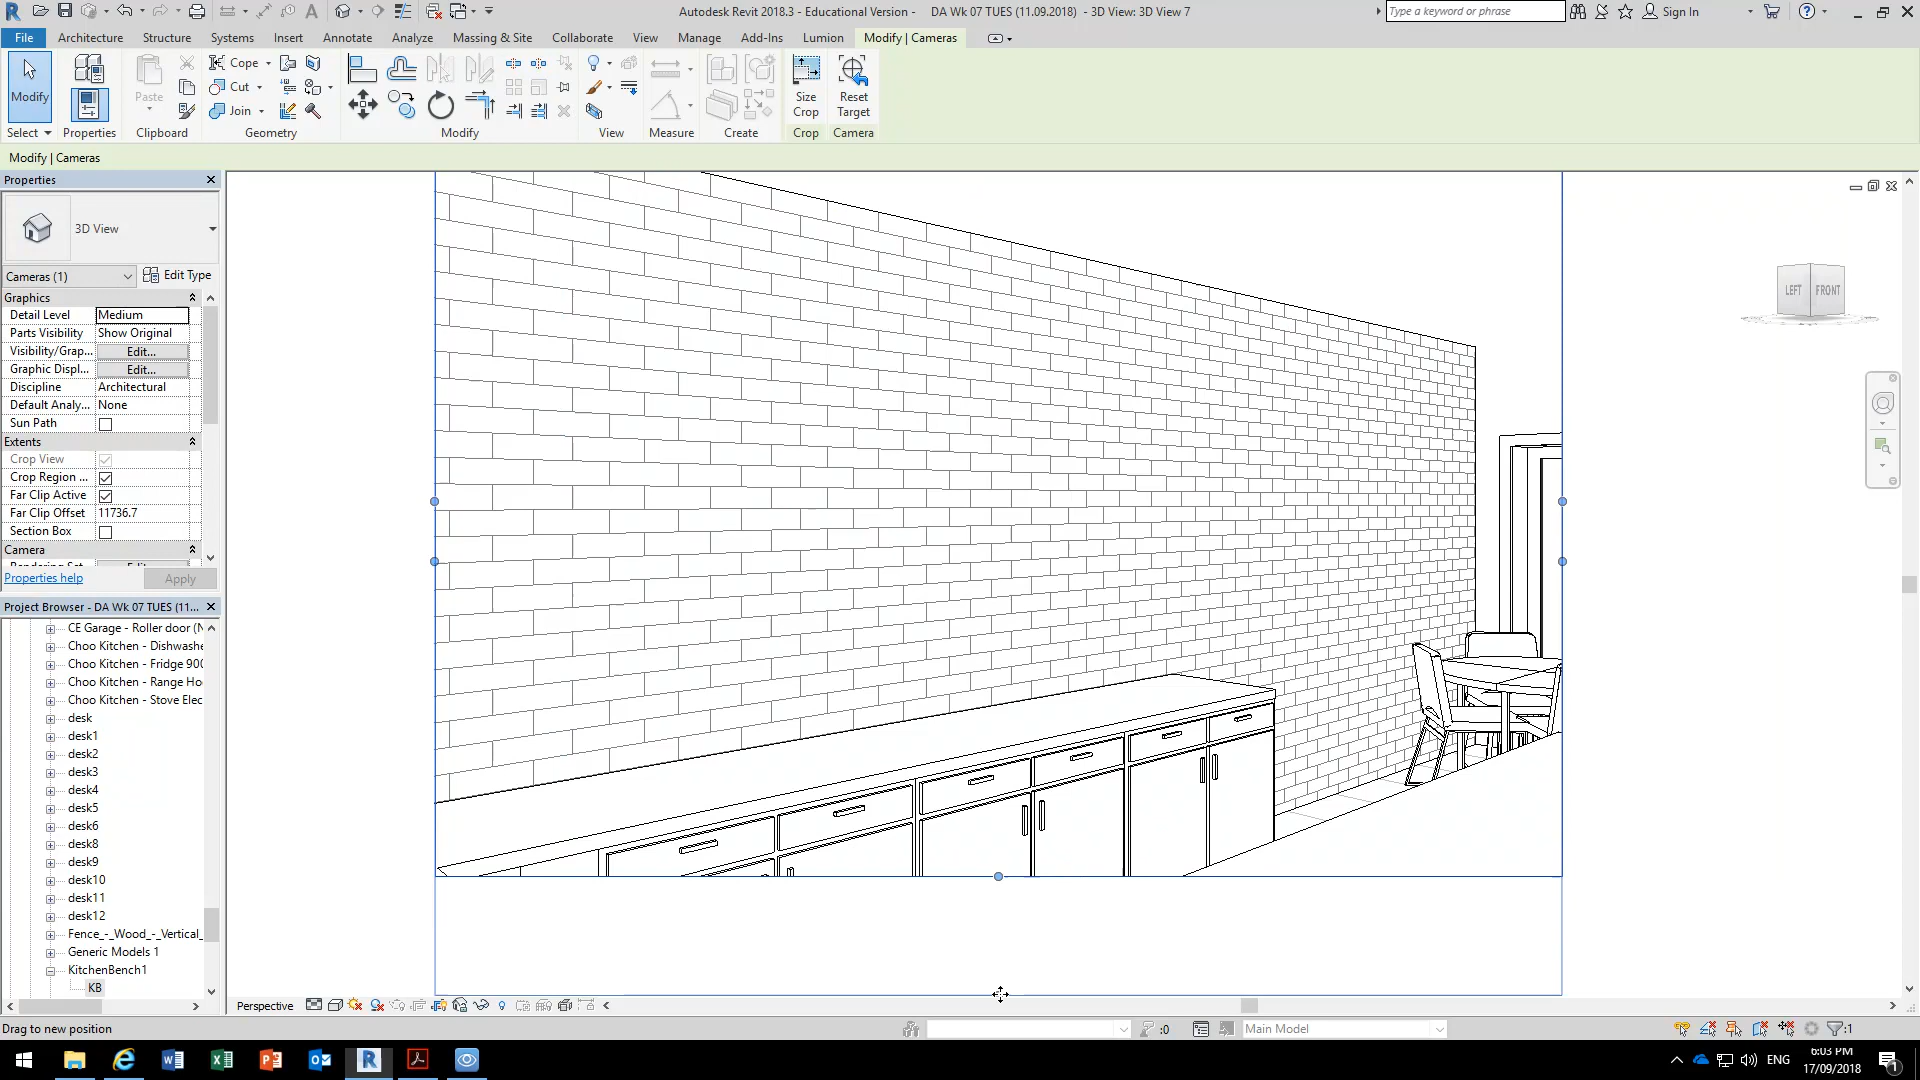 Autodesk Revit 2018.3 - Educational Version - DA Wk 07 TUES (11.09.2018) - 3D View: 3D View 7
Type a keyword or phrase
Sign In
File Architecture Structure Systems Insert Annotate Analyze Massing & Site Collaborate View Manage Add-Ins Lumion Modify | Cameras
Modify
Paste
Cope
Cut
Join
Size Crop
Reset Target
Select Properties Clipboard Geometry Modify View Measure Create Crop Camera
Modify | Cameras
Properties
3D View
Cameras (1) Edit Type
Graphics
Detail Level Medium
Parts Visibility Show Original
Visibility/Grap... Edit...
Graphic Displ... Edit...
Discipline Architectural
Default Analy... None
Sun Path
Extents
Crop View
Crop Region ...
Far Clip Active
Far Clip Offset 11736.7
Section Box
Camera
Properties help Apply
Project Browser - DA Wk 07 TUES (11...
CE Garage - Roller door (N
Choo Kitchen - Dishwashe
Choo Kitchen - Fridge 900
Choo Kitchen - Range Ho
Choo Kitchen - Stove Elec
desk
desk1
desk2
desk3
desk4
desk5
desk6
desk8
desk9
desk10
desk11
desk12
Fence_-_Wood_-_Vertical_
Generic Models 1
KitchenBench1
KB
LEFT FRONT
Perspective
Drag to new position
:0
Main Model
:1
ENG
6:03 PM
17/09/2018
1